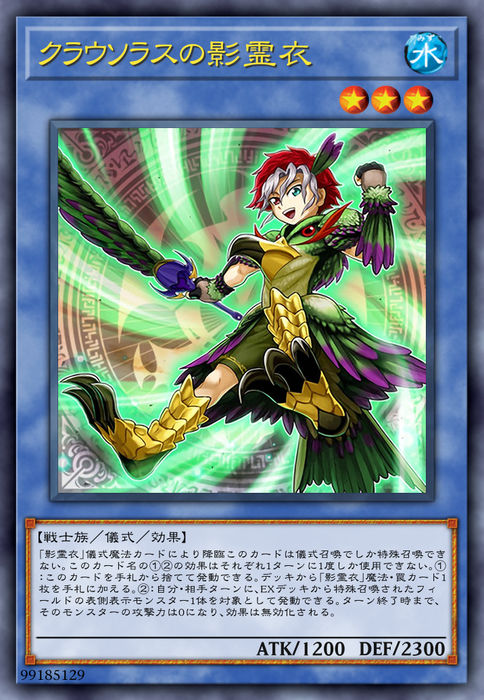 クラウソラスの影霊衣
みず
水
【戦士族／儀式／効果】
「影霊衣」儀式魔法カードにより降臨このカードは儀式召喚でしか特殊召喚でき
ない。このカード名の①②の効果はそれぞれ1ターンに1度しか使用できない。①
：このカードを手札から捨てて発動できる。デッキから「影霊衣」魔法・罠カード1
枚を手札に加える。②：自分・相手ターンに、EXデッキから特殊召喚されたフィ
ールドの表側表示モンスター1体を対象として発動できる。ターン終了時まで、
そのモンスターの攻撃力は0になり、効果は無効化される。
ATK/1200 DEF/2300
99185129